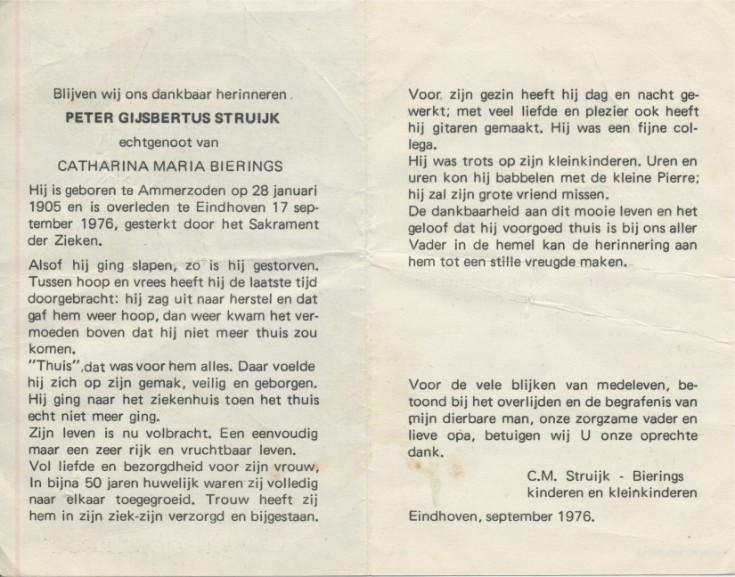 Blijven wij ons dankbaar herinneren.
PETER GIJSBERTUS STRUIJK
echtgenoot van
CATHARINA MARIA BIERINGS
Hij is geboren te Ammerzoden op 28 januari
1905 en is overleden te Eindhoven 17 sep-
tember 1976, gesterkt door het Sakrament
der Zieken.
Alsof hij ging slapen, zo is hij gestorven.
Tussen hoop en vrees heeft hij de laatste tijd
doorgebracht: hij zag uit naar herstel en dat
gaf hem weer hoop, dan weer kwam het ver-
moeden boven dat hij niet meer thuis zou
komen.
"Thuis",dat was voor hem alles. Daar voelde
hij zich op zijn gemak, veilig en geborgen.
Hij ging naar het ziekenhuis toen het thuis
echt niet meer ging.
Zijn leven is nu volbracht. Een eenvoudig
maar een zeer rijk en vruchtbaar leven.
Vol liefde en bezorgdheid voor zijn vrouw,
In bijna 50 jaren huwelijk waren zij volledig
naar elkaar toegegroeid. Trouw heeft zij
hem in zijn ziek-zijn verzorgd en bijgestaan.
Voor zijn gezin heeft hij dag en nacht ge-
werkt; met veel liefde en plezier ook heeft
hij gitaren gemaakt. Hij was een fijne col-
lega.
Hij was trots op zijn kleinkinderen. Uren en
uren kon hij babbelen met de kleine Pierre;
hij zal zijn grote vriend missen.
De dankbaarheid aan dit mooie leven en het
geloof dat hij voorgoed thuis is bij ons aller
Vader in de hemel kan de herinnering aan
hem tot een stille vreugde maken.
Voor de vele blijken van medeleven, be-
toond bij het overlijden en de begrafenis van
mijn dierbare man, onze zorgzame vader en
lieve opa, betuigen wij U onze oprechte
dank.
C.M. Struijk - Bierings
kinderen en kleinkinderen
Eindhoven, september 1976.